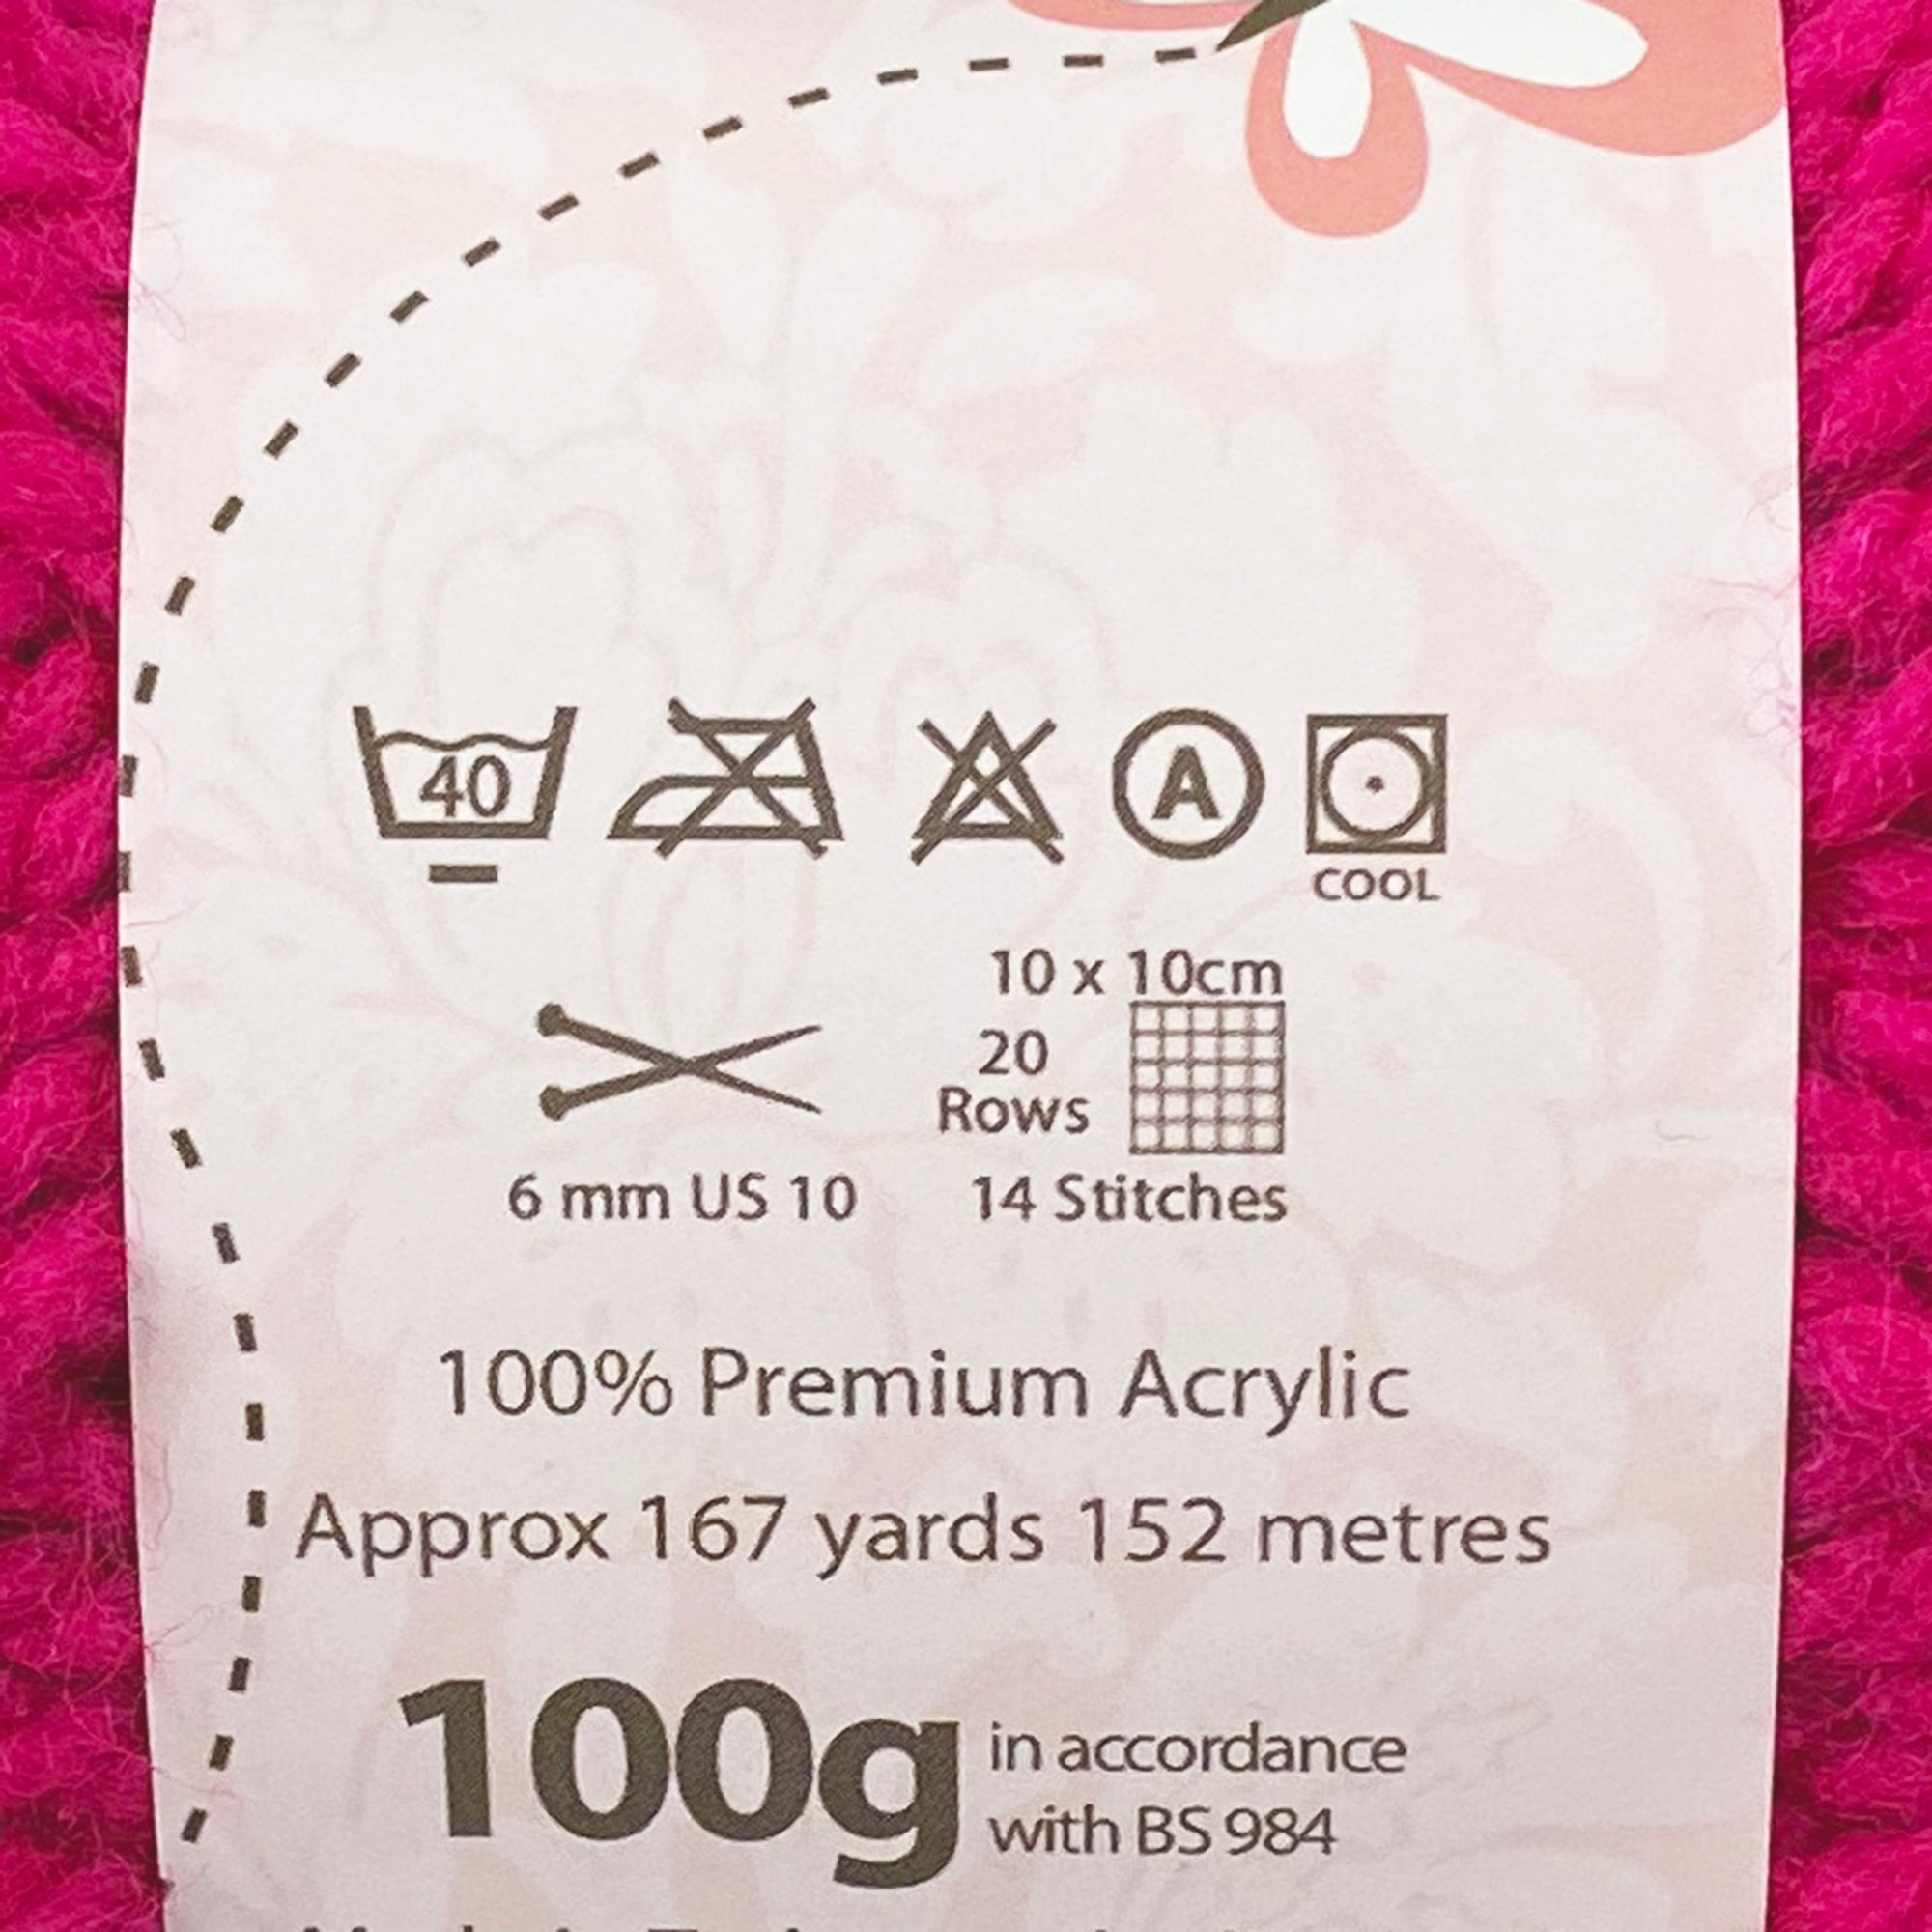 40
A
COOL
10 x 10cm
20
Rows
6 mm US 10
14 Stitches
100% Premium Acrylic
Approx 167 yards 152 metres
100g in accordance
with BS 984